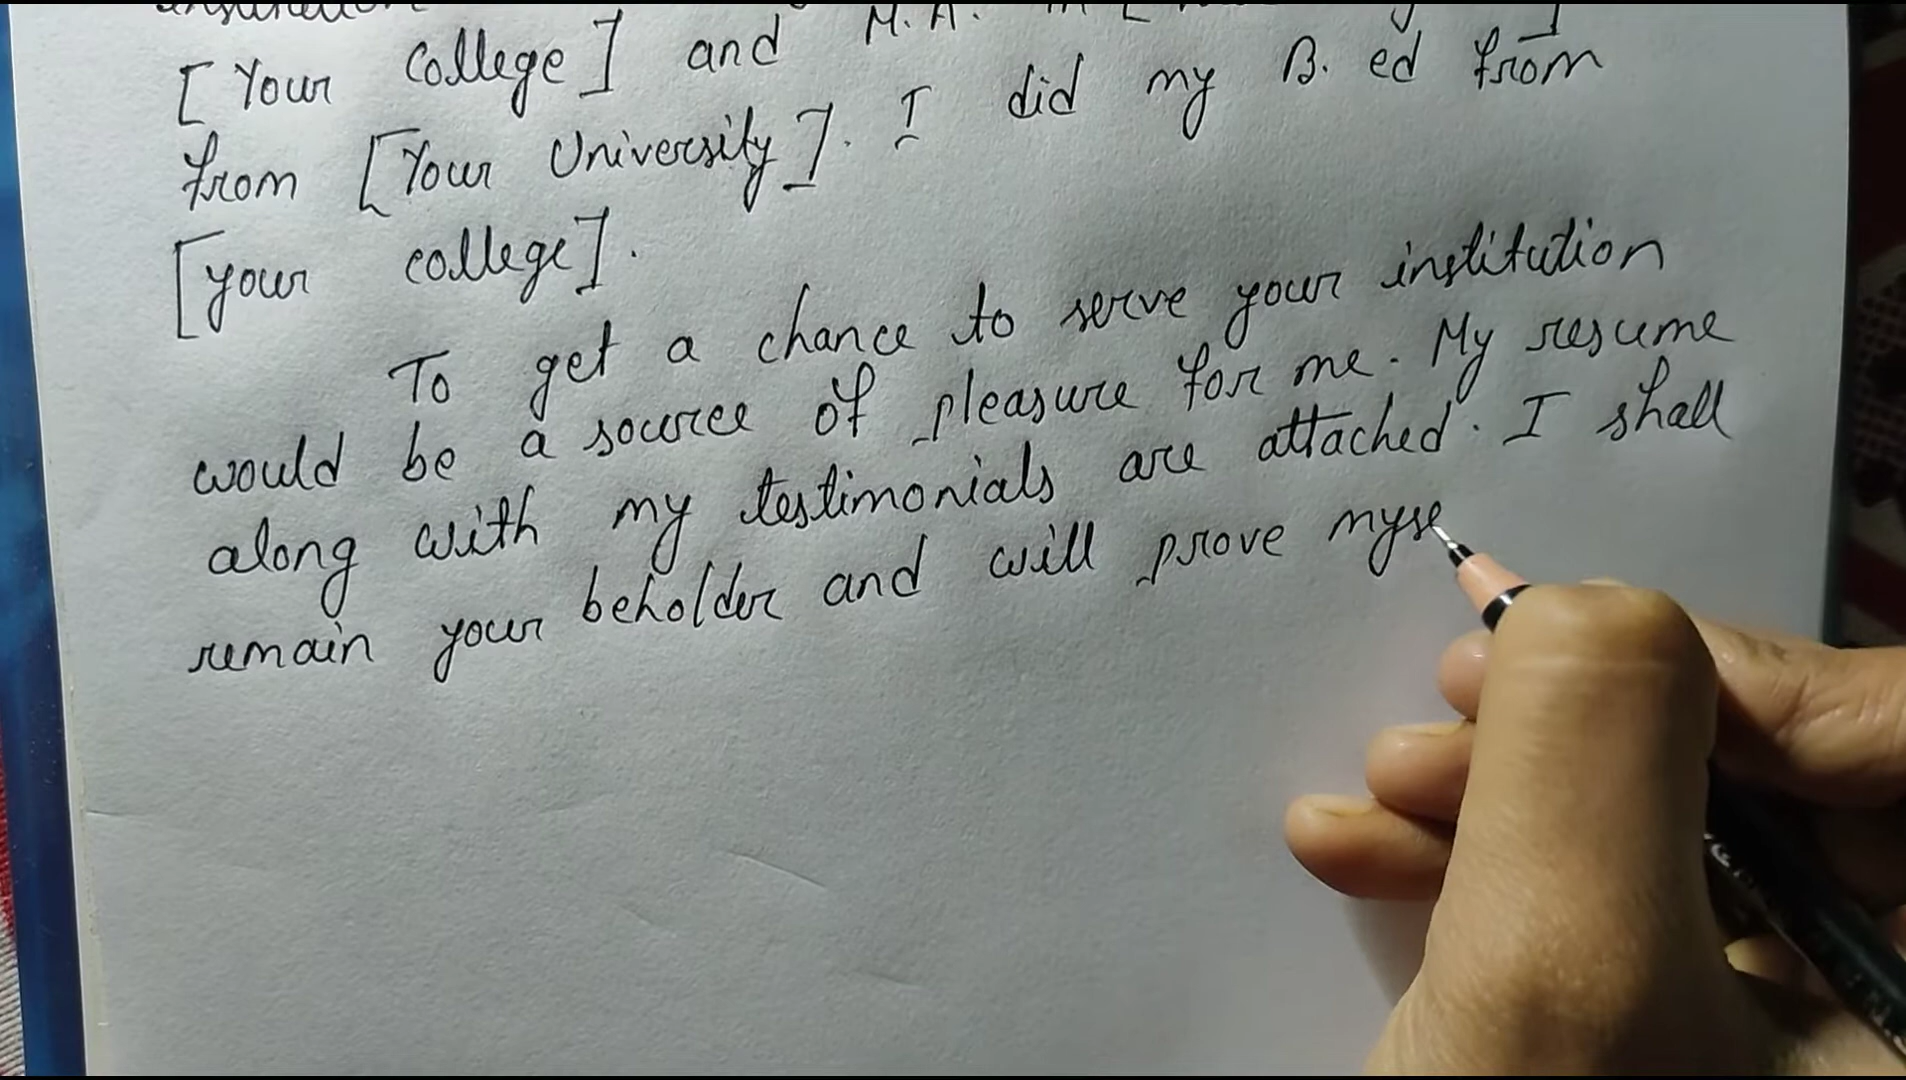 [Your College] and M.A. in [
from [Your University]. I did my B. ed from
[your college].
To get a chance to serve your institution
would be a source of pleasure for me. My resume
along with my testimonials are attached. I shall
remain your beholder and will prove myse